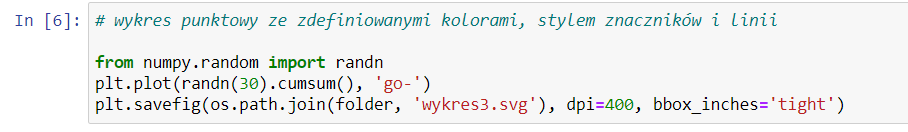 In [6]: # wykres punktowy ze zdefiniowanymi kolorami, stylem znaczników i linii
from numpy.random import randn
plt.plot(randn(30).cumsum(), 'go-')
plt.savefig(os.path.join(folder, 'wykres3.svg'), dpi=400, bbox_inches='tight')